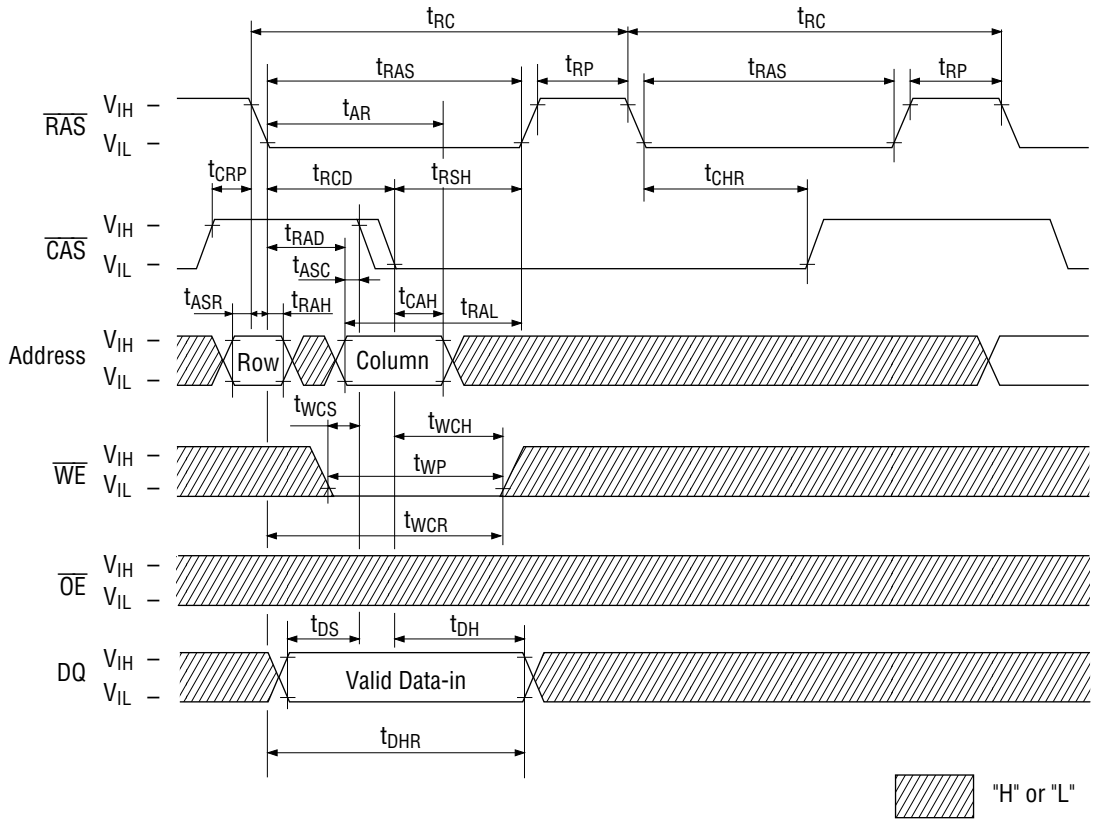 tRC tRC
tRAS tRP tRAS tRP
RAS VIH – VIL –
tAR
tCRP tRCD tRSH tCHR
CAS VIH – VIL –
tRAD
tASC
tASR tRAH tCAH tRAL
Address VIH – VIL –
Row Column
tWCS tWCH
WE VIH – VIL –
tWP
tWCR
OE VIH – VIL –
tDS tDH
DQ VIH – VIL –
Valid Data-in
tDHR
"H" or "L"